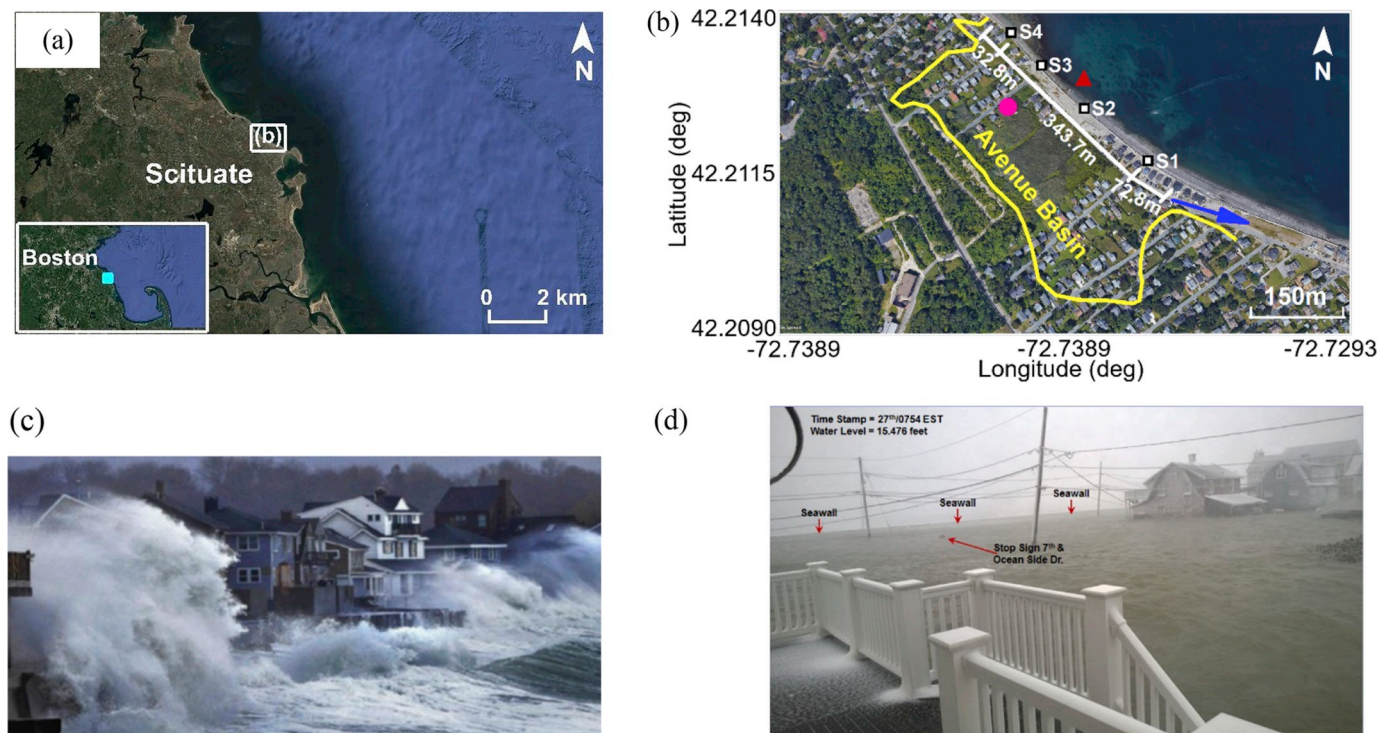 (a)
N
(b)
Scituate
Boston
0 2 km
(b)
42.2140
42.2115
42.2090
Latitude (deg)
S4
S3
S2
S1
N
32.8m
343.7m
72.8m
Avenue Basin
150m
-72.7389
-72.7389
-72.7293
Longitude (deg)
(c)
(d)
Time Stamp = 27th/0754 EST
Water Level = 15.476 feet
Seawall
Seawall
Seawall
Stop Sign 7th &
Ocean Side Dr.